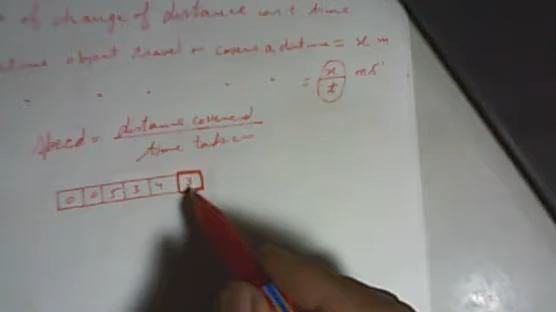 of change of distance w.r.t time
object travel or covers a distance = x m
" " " " " = x/t ms⁻¹
Speed = distance covered / time taken
0 0 5 3 4 3